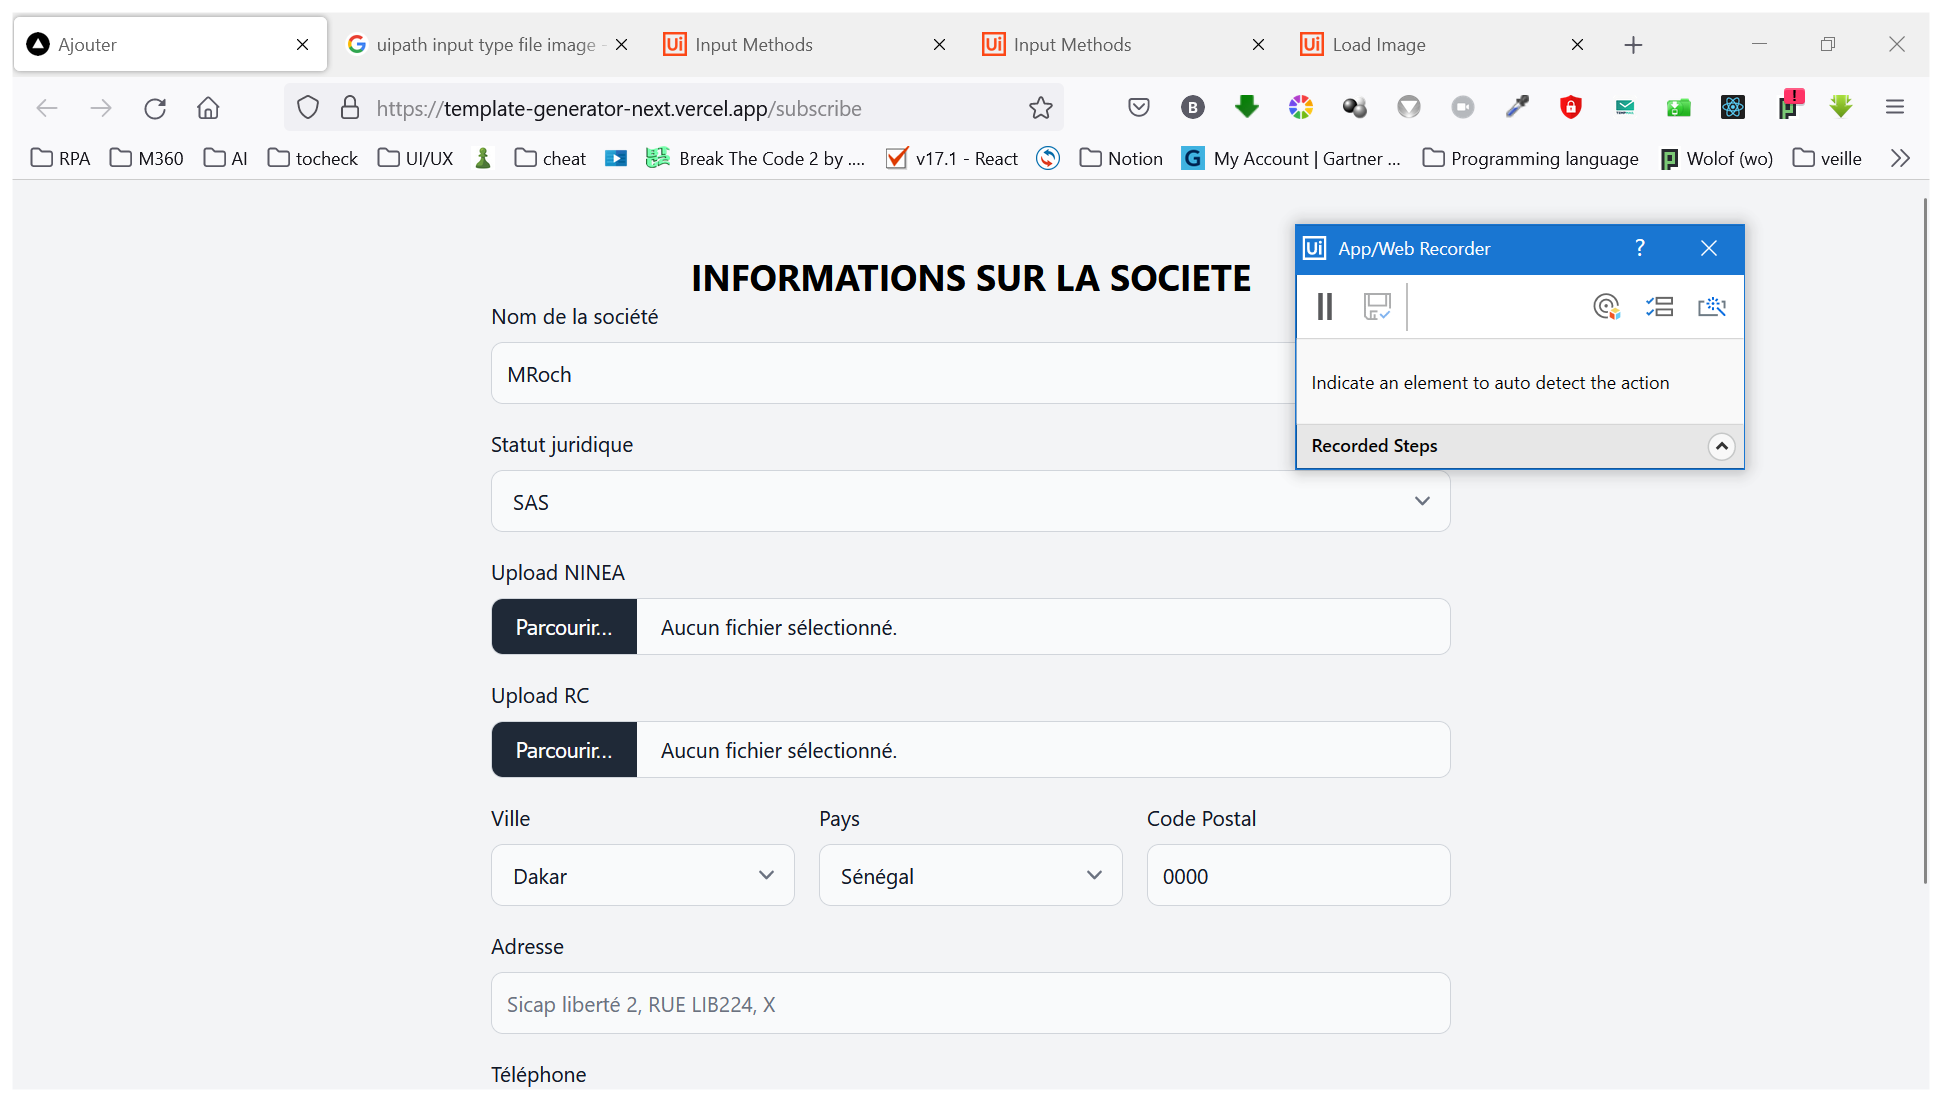 Ajouter
uipath input type file image -
Input Methods
Input Methods
Load Image
https://template-generator-next.vercel.app/subscribe
RPA
M360
AI
tocheck
UI/UX
cheat
Break The Code 2 by ....
v17.1 - React
Notion
My Account | Gartner ...
Programming language
Wolof (wo)
veille
INFORMATIONS SUR LA SOCIETE
Ui App/Web Recorder ?
Indicate an element to auto detect the action
Recorded Steps
Nom de la société
MRoch
Statut juridique
SAS
Upload NINEA
Parcourir... Aucun fichier sélectionné.
Upload RC
Parcourir... Aucun fichier sélectionné.
Ville Pays Code Postal
Dakar Sénégal 0000
Adresse
Sicap liberté 2, RUE LIB224, X
Téléphone